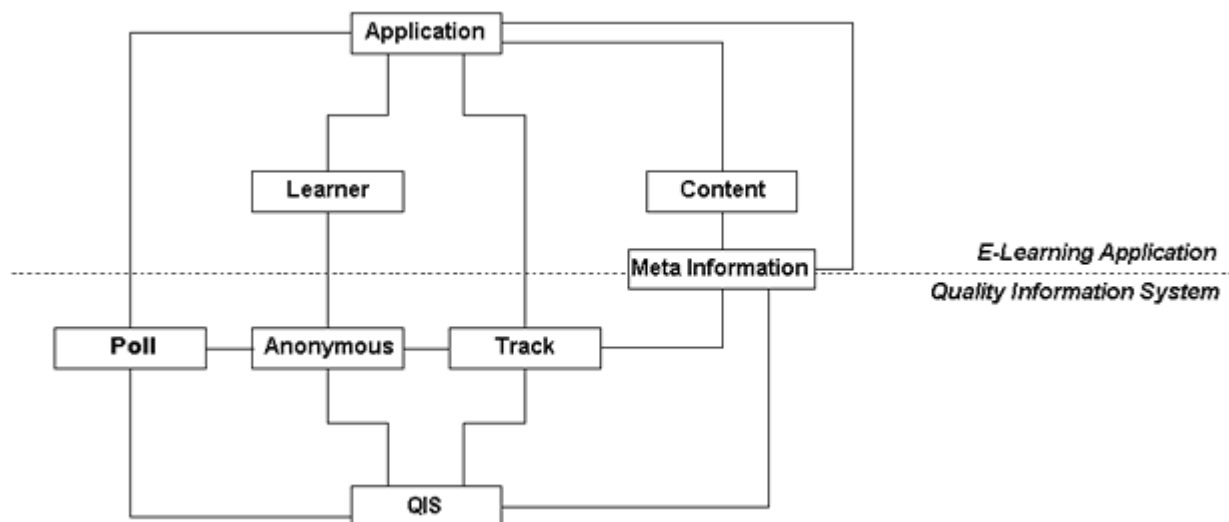 Application
Learner
Content
Meta Information
E-Learning Application
Quality Information System
Poll
Anonymous
Track
QIS